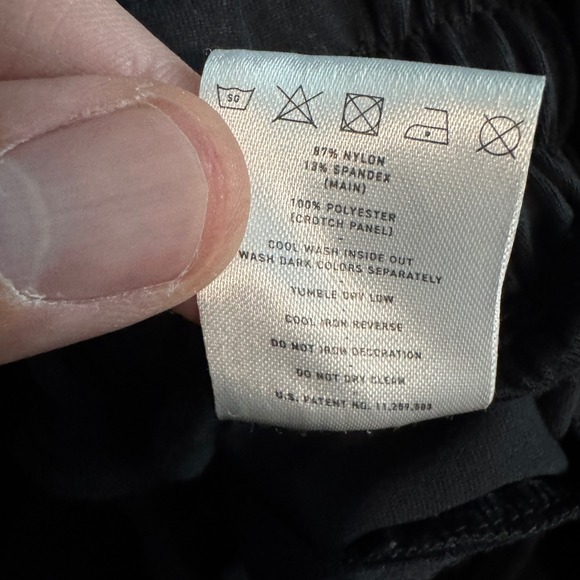 87% NYLON
13% SPANDEX
(MAIN)
100% POLYESTER
(CROTCH PANEL)
-
COOL WASH INSIDE OUT
WASH DARK COLORS SEPARATELY
-
TUMBLE DRY LOW
-
COOL IRON REVERSE
-
DO NOT IRON DECORATION
-
DO NOT DRY CLEAN
-
U.S. PATENT NO.